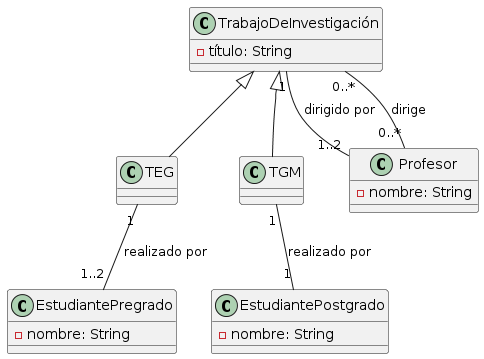 C TrabajoDeInvestigación
título: String
1
0..*
dirigido por
dirige
1..2
0..*
C TEG
C TGM
C Profesor
nombre: String
1
1
realizado por
realizado por
1..2
1
C EstudiantePregrado
nombre: String
C EstudiantePostgrado
nombre: String